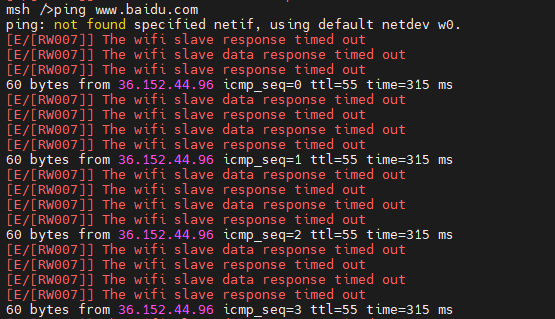 msh />ping www.baidu.com
ping: not found specified netif, using default netdev w0.
[E/[RW007]] The wifi slave response timed out
[E/[RW007]] The wifi slave data response timed out
[E/[RW007]] The wifi slave response timed out
60 bytes from 36.152.44.96 icmp_seq=0 ttl=55 time=315 ms
[E/[RW007]] The wifi slave data response timed out
[E/[RW007]] The wifi slave response timed out
[E/[RW007]] The wifi slave data response timed out
[E/[RW007]] The wifi slave response timed out
60 bytes from 36.152.44.96 icmp_seq=1 ttl=55 time=315 ms
[E/[RW007]] The wifi slave data response timed out
[E/[RW007]] The wifi slave response timed out
[E/[RW007]] The wifi slave data response timed out
[E/[RW007]] The wifi slave response timed out
60 bytes from 36.152.44.96 icmp_seq=2 ttl=55 time=315 ms
[E/[RW007]] The wifi slave data response timed out
[E/[RW007]] The wifi slave response timed out
[E/[RW007]] The wifi slave data response timed out
[E/[RW007]] The wifi slave response timed out
60 bytes from 36.152.44.96 icmp_seq=3 ttl=55 time=315 ms